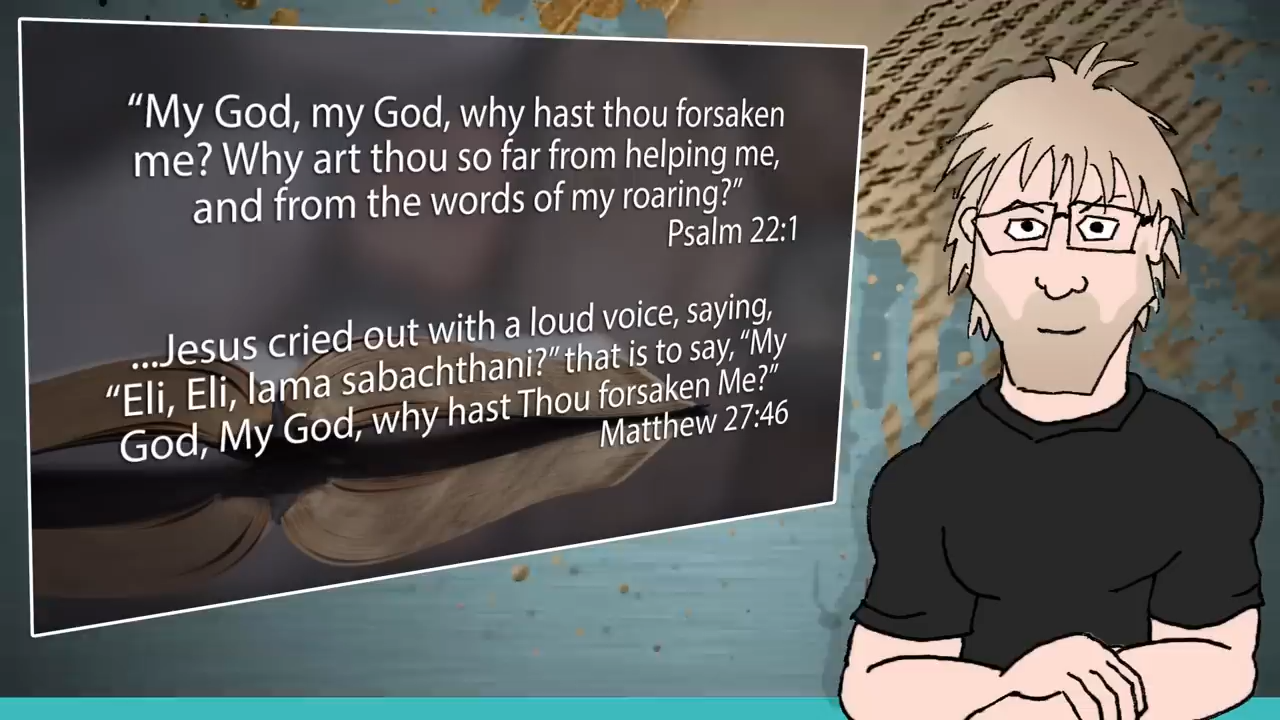 “My God, my God, why hast thou forsaken
me? Why art thou so far from helping me,
and from the words of my roaring?”
Psalm 22:1
...Jesus cried out with a loud voice, saying,
“Eli, Eli, lama sabachthani?” that is to say, “My
God, My God, why hast Thou forsaken Me?”
Matthew 27:46